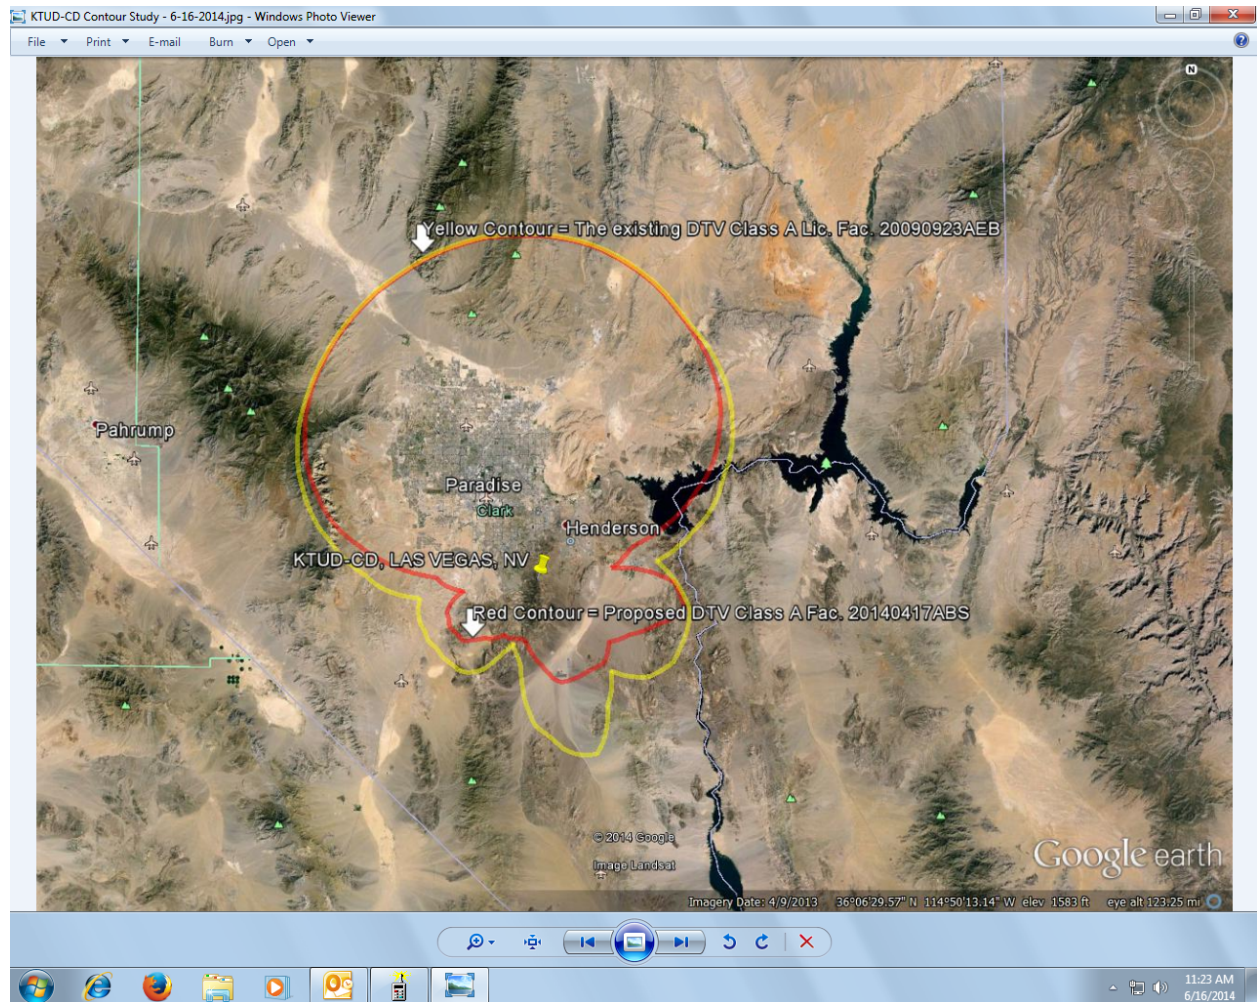 KTUD-CD Contour Study - 6-16-2014.jpg - Windows Photo Viewer
File Print E-mail Burn Open
N
Yellow Contour = The existing DTV Class A Lic. Fac. 20090923AEB
Pahrump
Paradise
Clark
Henderson
KTUD-CD, LAS VEGAS, NV
Red Contour = Proposed DTV Class A Fac. 20140417ABS
© 2014 Google
Image Landsat
Google earth
Imagery Date: 4/9/2013 36°06'29.57" N 114°50'13.14" W elev 1583 ft eye alt 123.25 mi
11:23 AM
6/16/2014